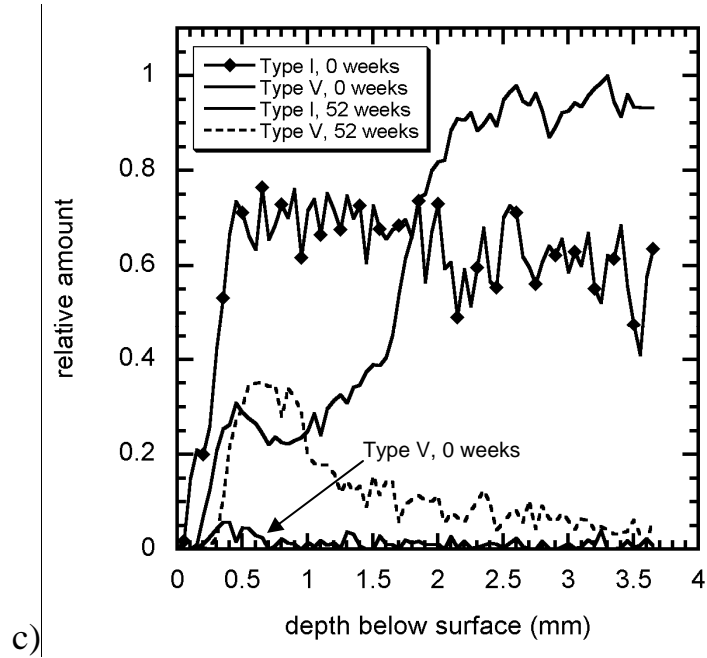 1
0.8
0.6
0.4
0.2
0
relative amount
Type I, 0 weeks
Type V, 0 weeks
Type I, 52 weeks
Type V, 52 weeks
Type V, 0 weeks
0 0.5 1 1.5 2 2.5 3 3.5 4
depth below surface (mm)
c)